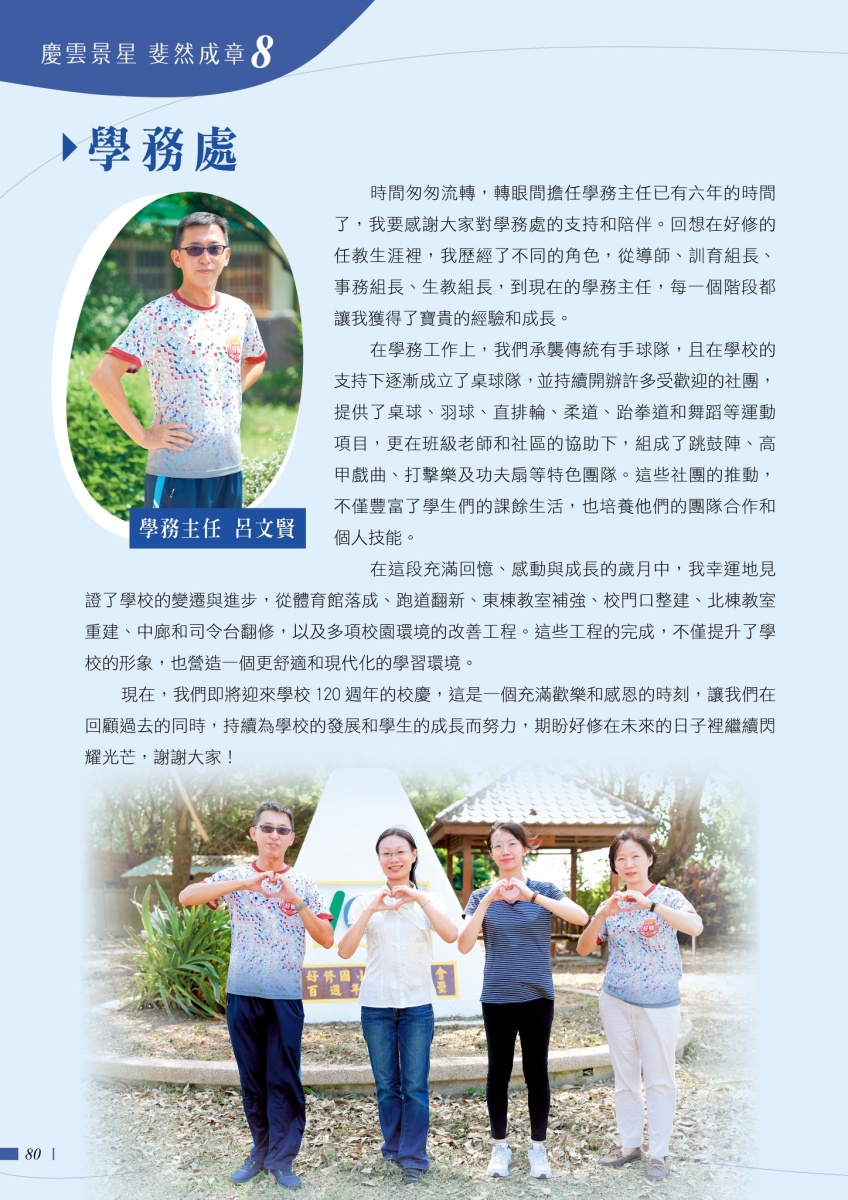 慶雲景星 斐然成章8
學務處
時間匆匆流轉，轉眼間擔任學務主任已有六年的時間
了，我要感謝大家對學務處的支持和陪伴。回想在好修的
任教生涯裡，我歷經了不同的角色，從導師、訓育組長、
事務組長、生教組長，到現在的學務主任，每一個階段都
讓我獲得了寶貴的經驗和成長。
在學務工作上，我們承襲傳統有手球隊，且在學校的
支持下逐漸成立了桌球隊，並持續開辦許多受歡迎的社團，
提供了桌球、羽球、直排輪、柔道、跆拳道和舞蹈等運動
項目，更在班級老師和社區的協助下，組成了跳鼓陣、高
甲戲曲、打擊樂及功夫扇等特色團隊。這些社團的推動，
不僅豐富了學生們的課餘生活，也培養他們的團隊合作和
個人技能。
學務主任 呂文賢
在這段充滿回憶、感動與成長的歲月中，我幸運地見
證了學校的變遷與進步，從體育館落成、跑道翻新、東棟教室補強、校門口整建、北棟教室
重建、中廊和司令台翻修，以及多項校園環境的改善工程。這些工程的完成，不僅提升了學
校的形象，也營造一個更舒適和現代化的學習環境。
現在，我們即將迎來學校 120 週年的校慶，這是一個充滿歡樂和感恩的時刻，讓我們在
回顧過去的同時，持續為學校的發展和學生的成長而努力，期盼好修在未來的日子裡繼續閃
耀光芒，謝謝大家！
好修國小 會
百週年
80